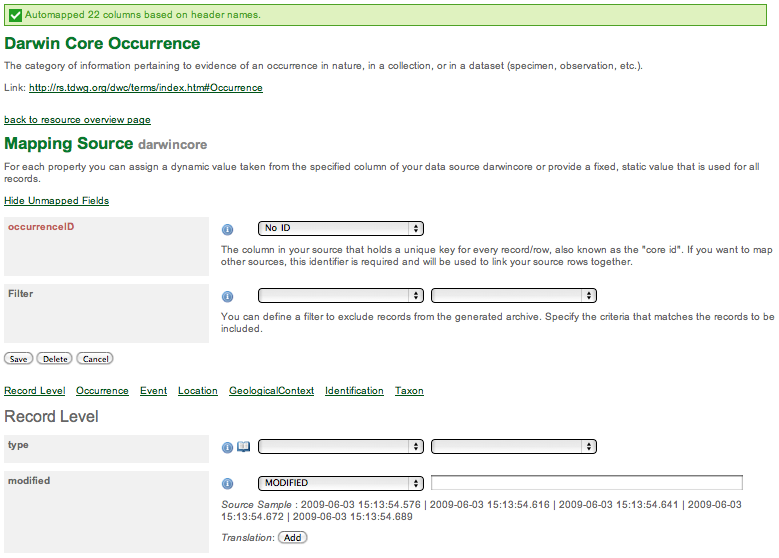 Automapped 22 columns based on header names.
Darwin Core Occurrence
The category of information pertaining to evidence of an occurrence in nature, in a collection, or in a dataset (specimen, observation, etc.).
Link: http://rs.tdwg.org/dwc/terms/index.htm#Occurrence
back to resource overview page
Mapping Source darwincore
For each property you can assign a dynamic value taken from the specified column of your data source darwincore or provide a fixed, static value that is used for all
records.
Hide Unmapped Fields
occurrenceID
No ID
The column in your source that holds a unique key for every record/row, also known as the "core id". If you want to map
other sources, this identifier is required and will be used to link your source rows together.
Filter
You can define a filter to exclude records from the generated archive. Specify the criteria that matches the records to be
included.
Save Delete Cancel
Record Level Occurrence Event Location GeologicalContext Identification Taxon
Record Level
type
modified
MODIFIED
Source Sample : 2009-06-03 15:13:54.576 | 2009-06-03 15:13:54.616 | 2009-06-03 15:13:54.641 | 2009-06-03
15:13:54.672 | 2009-06-03 15:13:54.689
Translation: Add